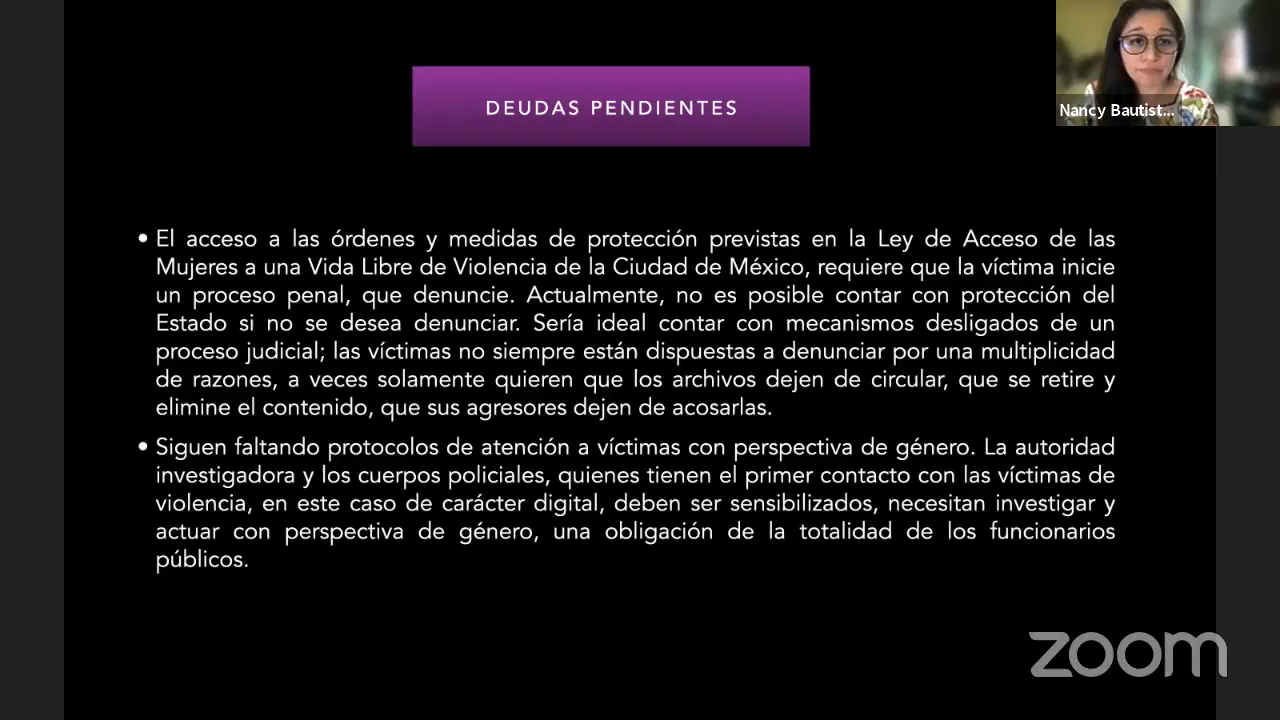 Nancy Bautist...
DEUDAS PENDIENTES
• El acceso a las órdenes y medidas de protección previstas en la Ley de Acceso de las
Mujeres a una Vida Libre de Violencia de la Ciudad de México, requiere que la víctima inicie
un proceso penal, que denuncie. Actualmente, no es posible contar con protección del
Estado si no se desea denunciar. Sería ideal contar con mecanismos desligados de un
proceso judicial; las víctimas no siempre están dispuestas a denunciar por una multiplicidad
de razones, a veces solamente quieren que los archivos dejen de circular, que se retire y
elimine el contenido, que sus agresores dejen de acosarlas.
• Siguen faltando protocolos de atención a víctimas con perspectiva de género. La autoridad
investigadora y los cuerpos policiales, quienes tienen el primer contacto con las víctimas de
violencia, en este caso de carácter digital, deben ser sensibilizados, necesitan investigar y
actuar con perspectiva de género, una obligación de la totalidad de los funcionarios
públicos.
zoom